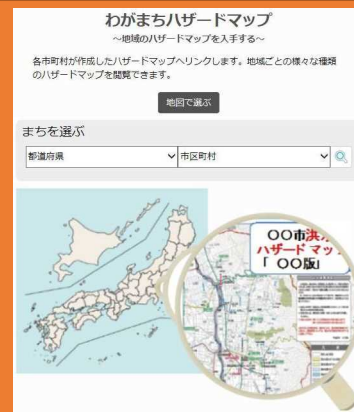 わがまちハザードマップ
～地域のハザードマップを入手する～
各市町村が作成したハザードマップへリンクします。地域ごとの様々な種類
のハザードマップを閲覧できます。
地図で選ぶ
まちを選ぶ
都道府県
市区町村
〇〇市洪水
ハザードマップ
「 〇〇版」